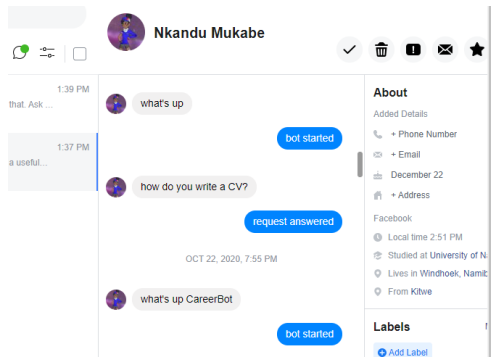 Nkandu Mukabe
1:39 PM
that. Ask ...
1:37 PM
a useful...
what's up
bot started
how do you write a CV?
request answered
OCT 22, 2020, 7:55 PM
what's up CareerBot
bot started
About
Added Details
+ Phone Number
+ Email
December 22
+ Address
Facebook
Local time 2:51 PM
Studied at University of
Lives in Windhoek,
From Kitwe
Labels
Add Label